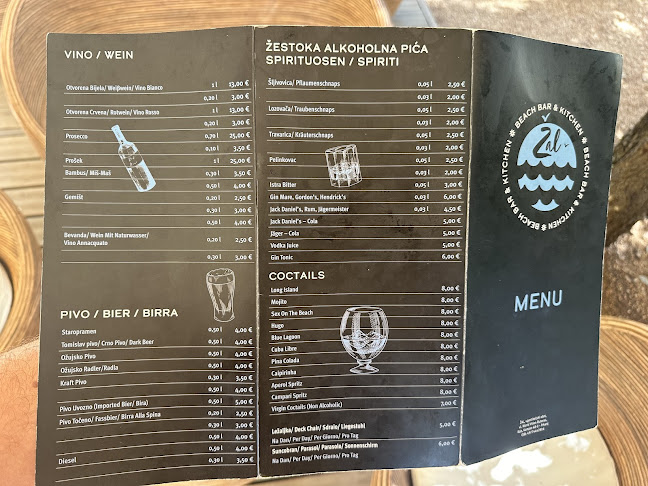 VINO / WEIN
Otvorena Bijela/ Weißwein/ Vino Bianco 1 l 13,00 €
0,20 l 3,00 €
Otvorena Crvena/ Rotwein/ Vino Rosso 1 l 13,00 €
0,20 l 3,00 €
Prosecco 0,70 l 25,00 €
0,10 l 3,50 €
Prošek 1 l 25,00 €
Bambus/ Miš-Maš 0,30 l 3,50 €
0,50 l 4,00 €
Gemišt 0,20 l 2,50 €
0,30 l 3,00 €
Bevanda/ Wein Mit Naturwasser/
Vino Annacquato 0,20 l 2,50 €
0,30 l 3,00 €
PIVO / BIER / BIRRA
Staropramen 0,50 l 4,00 €
Tomislav pivo/ Crno Pivo/ Dark Beer 0,50 l 4,00 €
Ožujsko Pivo 0,50 l 4,00 €
Ožujsko Radler/Radla 0,50 l 4,00 €
Kraft Pivo 0,30 l 3,50 €
0,50 l 4,00 €
Pivo Uvozno (Imported Bier/ Bira) 0,50 l 5,00 €
Pivo Točeno/ Fassbier/ Birra Alla Spina 0,20 l 2,50 €
0,30 l 3,00 €
0,50 l 4,00 €
Diesel 0,50 l 4,00 €
0,30 l 3,50 €
ŽESTOKA ALKOHOLNA PIĆA
SPIRITUOSEN / SPIRITI
Šljivovica/ Pflaumenschnaps 0,05 l 2,50 €
0,03 l 2,00 €
Lozovača/ Traubenschnaps 0,05 l 2,50 €
0,03 l 2,00 €
Travarica/ Kräuterschnaps 0,05 l 2,50 €
0,03 l 2,00 €
Pelinkovac 0,05 l 2,50 €
0,03 l 2,00 €
Istra Bitter 0,05 l 3,00 €
Gin Mare, Gordon's, Hendrick's 0,03 l 6,00 €
Jack Daniel's, Rum, Jägermeister 0,03 l 4,50 €
Jack Daniel's – Cola 5,00 €
Jäger – Cola 5,00 €
Vodka Juice 5,00 €
Gin Tonic 6,00 €
COCTAILS
Long Island 8,00 €
Mojito 8,00 €
Sex On The Beach 8,00 €
Hugo 8,00 €
Blue Lagoon 8,00 €
Cuba Libre 8,00 €
Pina Colada 8,00 €
Caipirinha 8,00 €
Aperol Spritz 8,00 €
Campari Spritz 8,00 €
Virgin Coctails (Non Alcoholic) 7,00 €
Ležaljka/ Deck Chair/ Sdraio/ Liegestuhl 5,00 €
Na Dan/ Per Day/ Per Giorno/ Pro Tag
Suncobran/ Parasol/ Parasole/ Sonnenschirm 6,00 €
Na Dan/ Per Day/ Per Giorno/ Pro Tag
BEACH BAR & KITCHEN
BEACH BAR & KITCHEN
BEACH BAR & KITCHEN
Žal
MENU